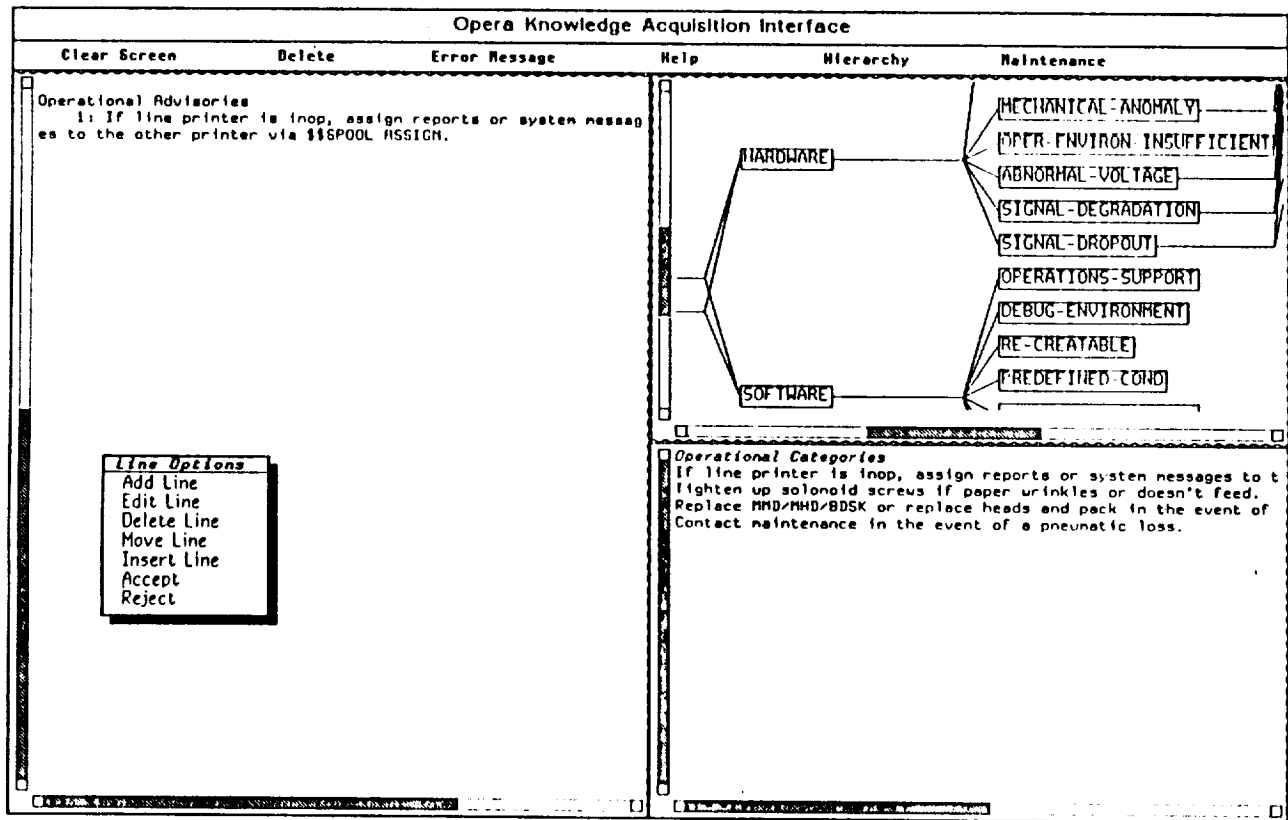 Opera Knowledge Acquisition Interface
Clear Screen Delete Error Message Help Hierarchy Maintenance
Operational Advisories
1: If line printer is inop, assign reports or system messag
es to the other printer via $$SPOOL ASSIGN.
Line Options
Add Line
Edit Line
Delete Line
Move Line
Insert Line
Accept
Reject
HARDWARE
SOFTWARE
MECHANICAL-ANOMALY
OPER-ENVIRON-INSUFFICIENT
ABNORMAL-VOLTAGE
SIGNAL-DEGRADATION
SIGNAL-DROPOUT
OPERATIONS-SUPPORT
DEBUG-ENVIRONMENT
RE-CREATABLE
PREDEFINED-COND
Operational Categories
If line printer is inop, assign reports or system messages to t
Tighten up solonoid screws if paper wrinkles or doesn't feed.
Replace MMD/MHD/BDSK or replace heads and pack in the event of
Contact maintenance in the event of a pneumatic loss.